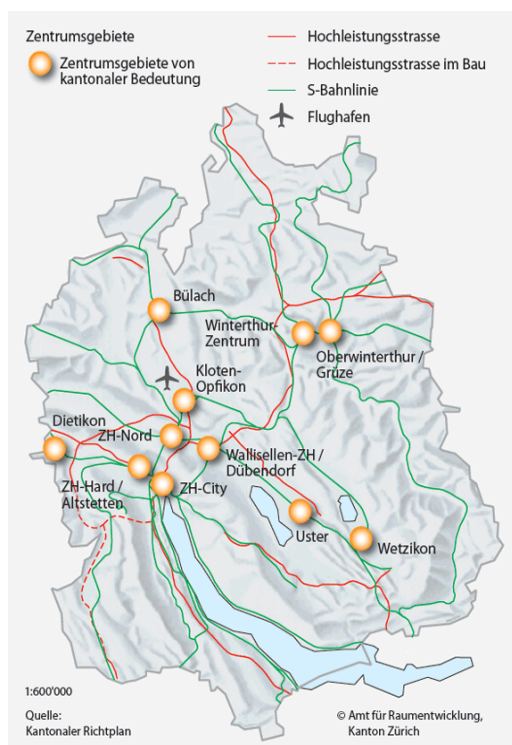 Zentrumsgebiete
Zentrumsgebiete von
kantonaler Bedeutung
Hochleistungsstrasse
Hochleistungsstrasse im Bau
S-Bahnlinie
Flughafen
Bülach
Winterthur-
Zentrum
Oberwinterthur /
Grüze
Kloten-
Opfikon
Dietikon
ZH-Nord
Wallisellen-ZH /
Dübendorf
ZH-Hard /
Altstetten
ZH-City
Uster
Wetzikon
1:600'000
Quelle:
Kantonaler Richtplan
© Amt für Raumentwicklung,
Kanton Zürich